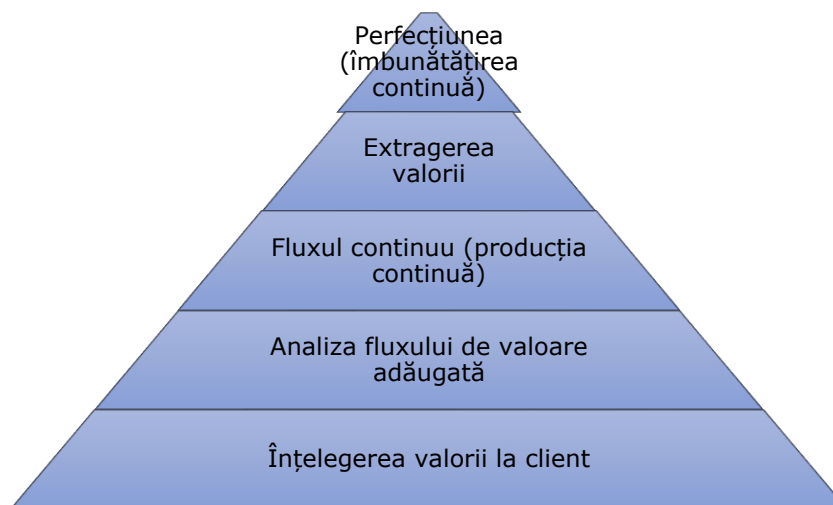 Perfecțiunea
(îmbunătățirea
continuă)
Extragerea
valorii
Fluxul continuu (producția
continuă)
Analiza fluxului de valoare
adăugată
Înțelegerea valorii la client